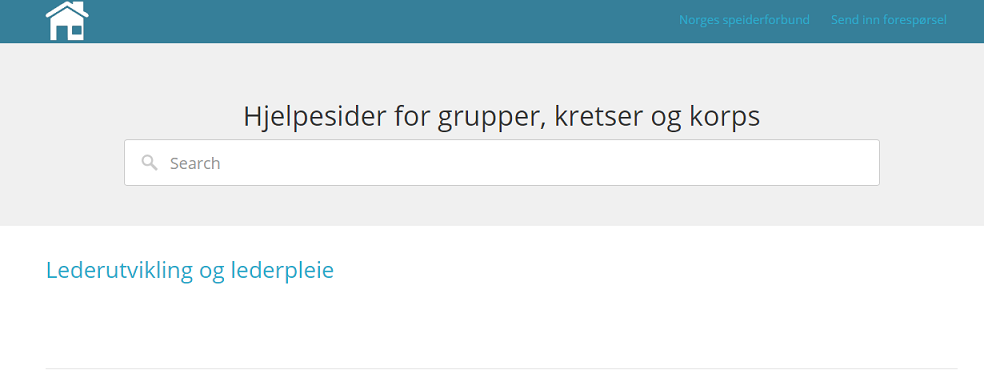 Norges speiderforbund Send inn forespørsel
Hjelpesider for grupper, kretser og korps
Search
Lederutvikling og lederpleie